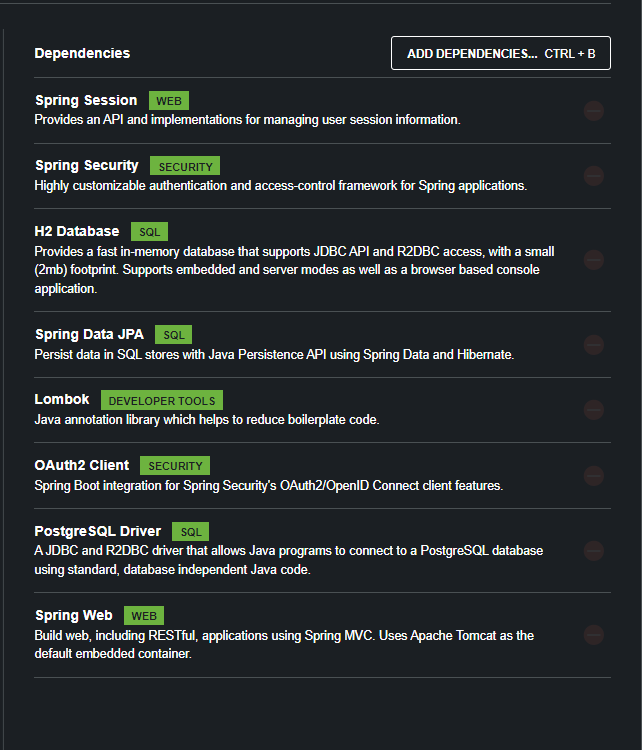 Dependencies
ADD DEPENDENCIES... CTRL + B
Spring Session WEB
Provides an API and implementations for managing user session information.
Spring Security SECURITY
Highly customizable authentication and access-control framework for Spring applications.
H2 Database SQL
Provides a fast in-memory database that supports JDBC API and R2DBC access, with a small
(2mb) footprint. Supports embedded and server modes as well as a browser based console
application.
Spring Data JPA SQL
Persist data in SQL stores with Java Persistence API using Spring Data and Hibernate.
Lombok DEVELOPER TOOLS
Java annotation library which helps to reduce boilerplate code.
OAuth2 Client SECURITY
Spring Boot integration for Spring Security's OAuth2/OpenID Connect client features.
PostgreSQL Driver SQL
A JDBC and R2DBC driver that allows Java programs to connect to a PostgreSQL database
using standard, database independent Java code.
Spring Web WEB
Build web, including RESTful, applications using Spring MVC. Uses Apache Tomcat as the
default embedded container.